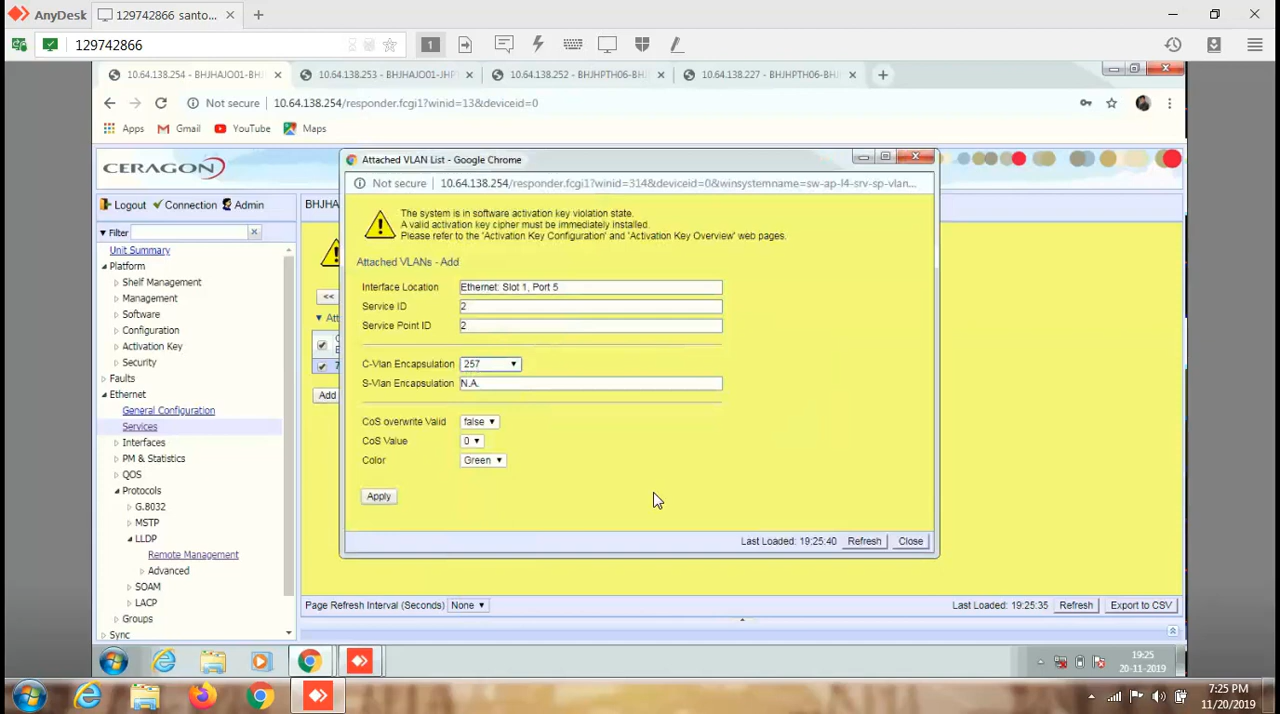 AnyDesk
129742866 santo...
129742866
1
10.64.138.254 - BHJHAJO01-BHJ
10.64.138.253 - BHJHAJO01-JHP
10.64.138.252 - BHJHPTH06-BHJ
10.64.138.227 - BHJHPTH06-BHJ
Not secure
10.64.138.254/responder.fcgi1?winid=13&deviceid=0
Apps
Gmail
YouTube
Maps
CERAGON
Logout
Connection
Admin
BHJH
Filter
Unit Summary
Platform
Shelf Management
Management
Software
Configuration
Activation Key
Security
Faults
Ethernet
General Configuration
Services
Interfaces
PM & Statistics
QOS
Protocols
G.8032
MSTP
LLDP
Remote Management
Advanced
SOAM
LACP
Groups
Sync
<<
Add
Attached VLAN List - Google Chrome
Not secure
10.64.138.254/responder.fcgi1?winid=314&deviceid=0&winsystemname=sw-ap-l4-srv-sp-vlan...
The system is in software activation key violation state.
A valid activation key cipher must be immediately installed.
Please refer to the 'Activation Key Configuration' and 'Activation Key Overview' web pages.
Attached VLANs - Add
Interface Location Ethernet: Slot 1, Port 5
Service ID 2
Service Point ID 2
C-Vlan Encapsulation 257
S-Vlan Encapsulation N.A.
CoS overwrite Valid false
CoS Value 0
Color Green
Apply
Last Loaded: 19:25:40 Refresh Close
Page Refresh Interval (Seconds) None
Last Loaded: 19:25:35 Refresh Export to CSV
19:25
20-11-2019
7:25 PM
11/20/2019